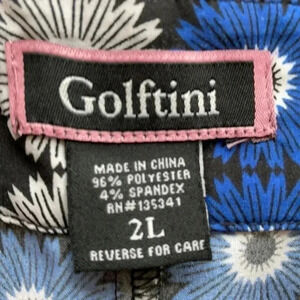 Golftini
MADE IN CHINA
96% POLYESTER
4% SPANDEX
RN#135341
2L
REVERSE FOR CARE